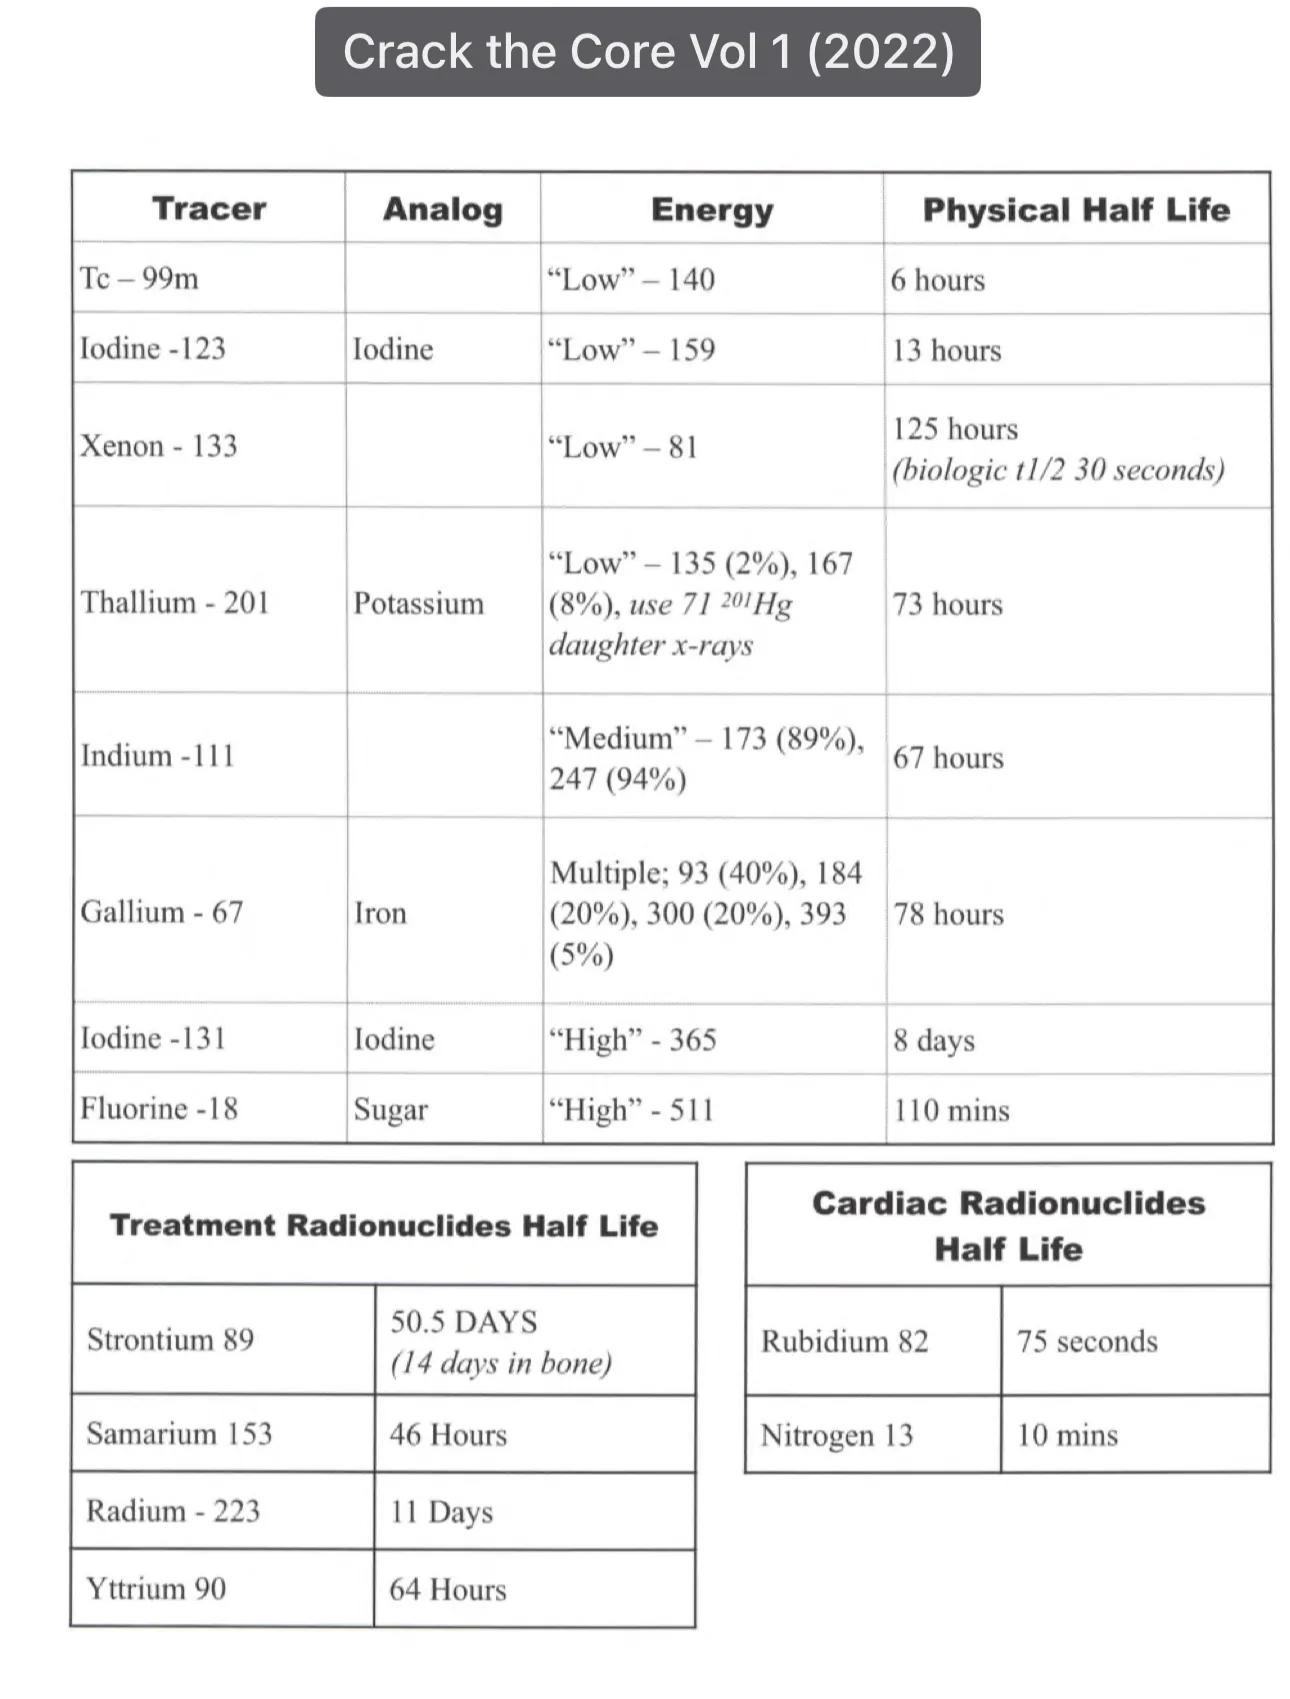 Crack the Core Vol 1 (2022)
Tracer Analog Energy Physical Half Life
Tc – 99m “Low” – 140 6 hours
Iodine -123 Iodine “Low” – 159 13 hours
Xenon - 133 “Low” – 81 125 hours
(biologic t1/2 30 seconds)
Thallium - 201 Potassium “Low” – 135 (2%), 167
(8%), use 71 ²⁰¹Hg
daughter x-rays 73 hours
Indium -111 “Medium” – 173 (89%),
247 (94%) 67 hours
Gallium - 67 Iron Multiple; 93 (40%), 184
(20%), 300 (20%), 393
(5%) 78 hours
Iodine -131 Iodine “High” - 365 8 days
Fluorine -18 Sugar “High” - 511 110 mins
Treatment Radionuclides Half Life
Strontium 89 50.5 DAYS
(14 days in bone)
Samarium 153 46 Hours
Radium - 223 11 Days
Yttrium 90 64 Hours
Cardiac Radionuclides
Half Life
Rubidium 82 75 seconds
Nitrogen 13 10 mins